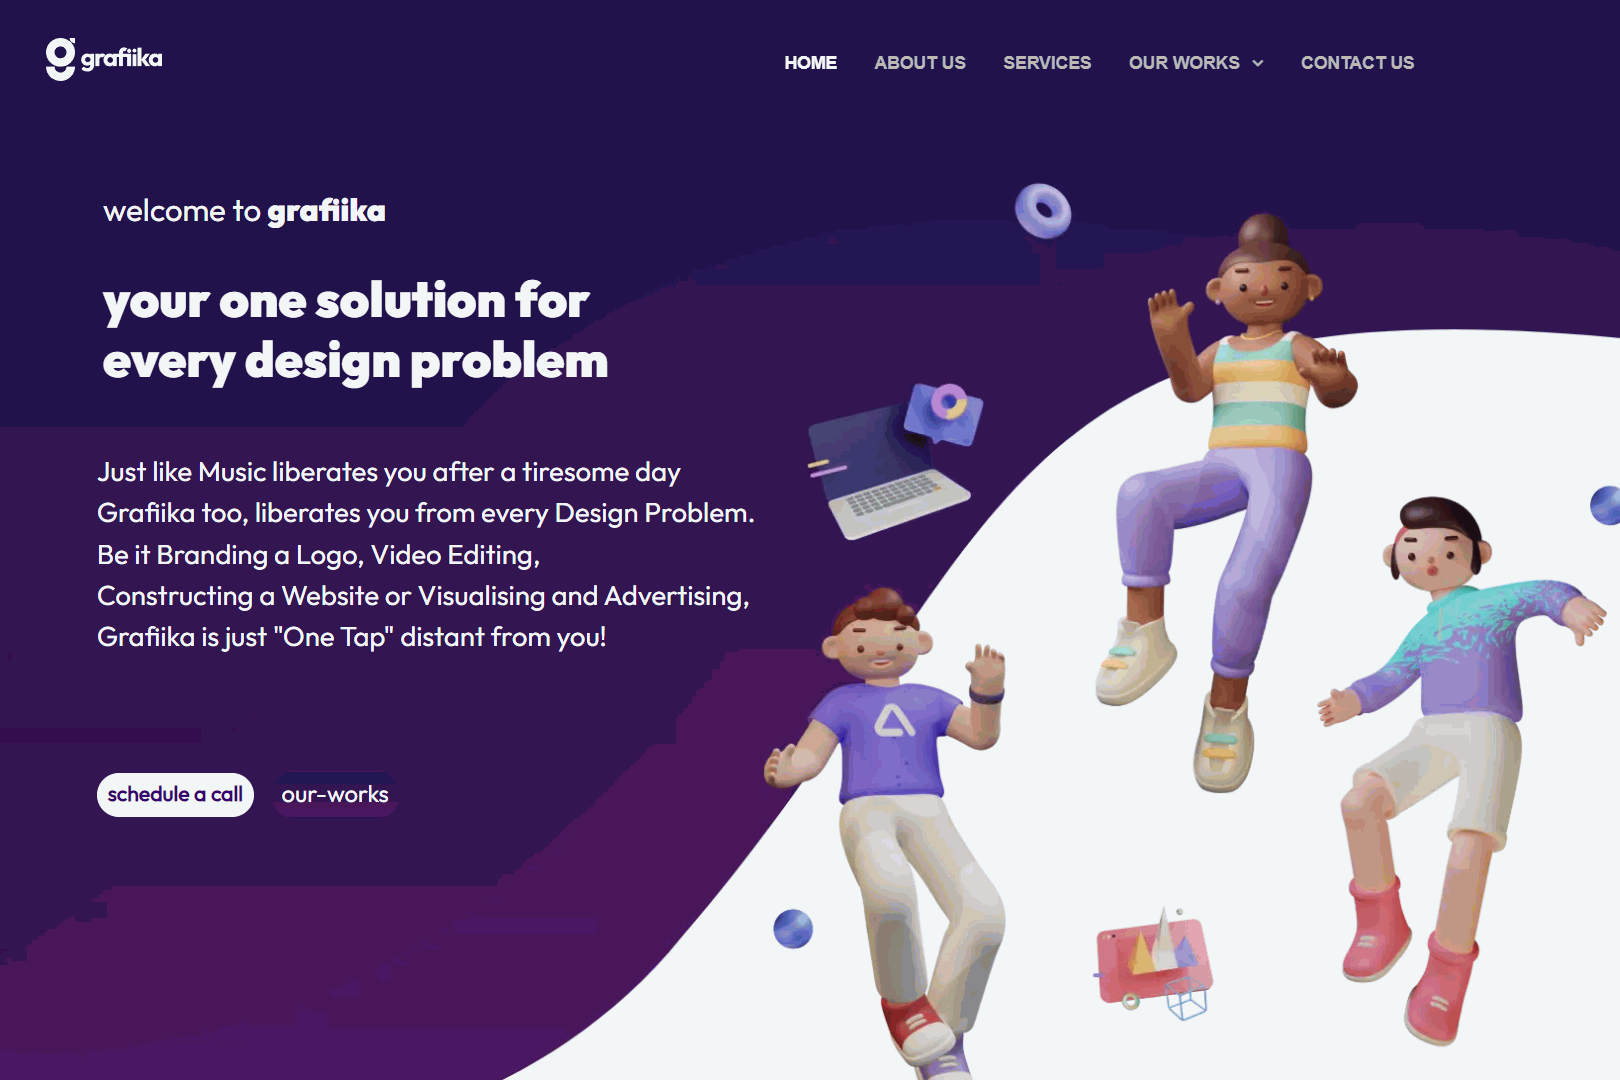 grafiika
HOME ABOUT US SERVICES OUR WORKS CONTACT US
welcome to grafiika
your one solution for
every design problem
Just like Music liberates you after a tiresome day
Grafiika too, liberates you from every Design Problem.
Be it Branding a Logo, Video Editing,
Constructing a Website or Visualising and Advertising,
Grafiika is just "One Tap" distant from you!
schedule a call our-works